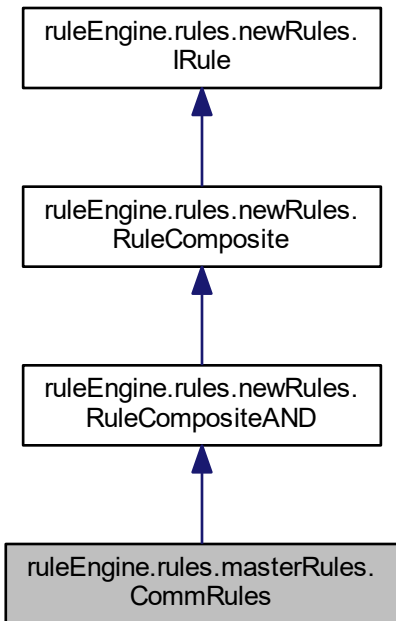 ruleEngine.rules.newRules.
IRule
ruleEngine.rules.newRules.
RuleComposite
ruleEngine.rules.newRules.
RuleCompositeAND
ruleEngine.rules.masterRules.
CommRules